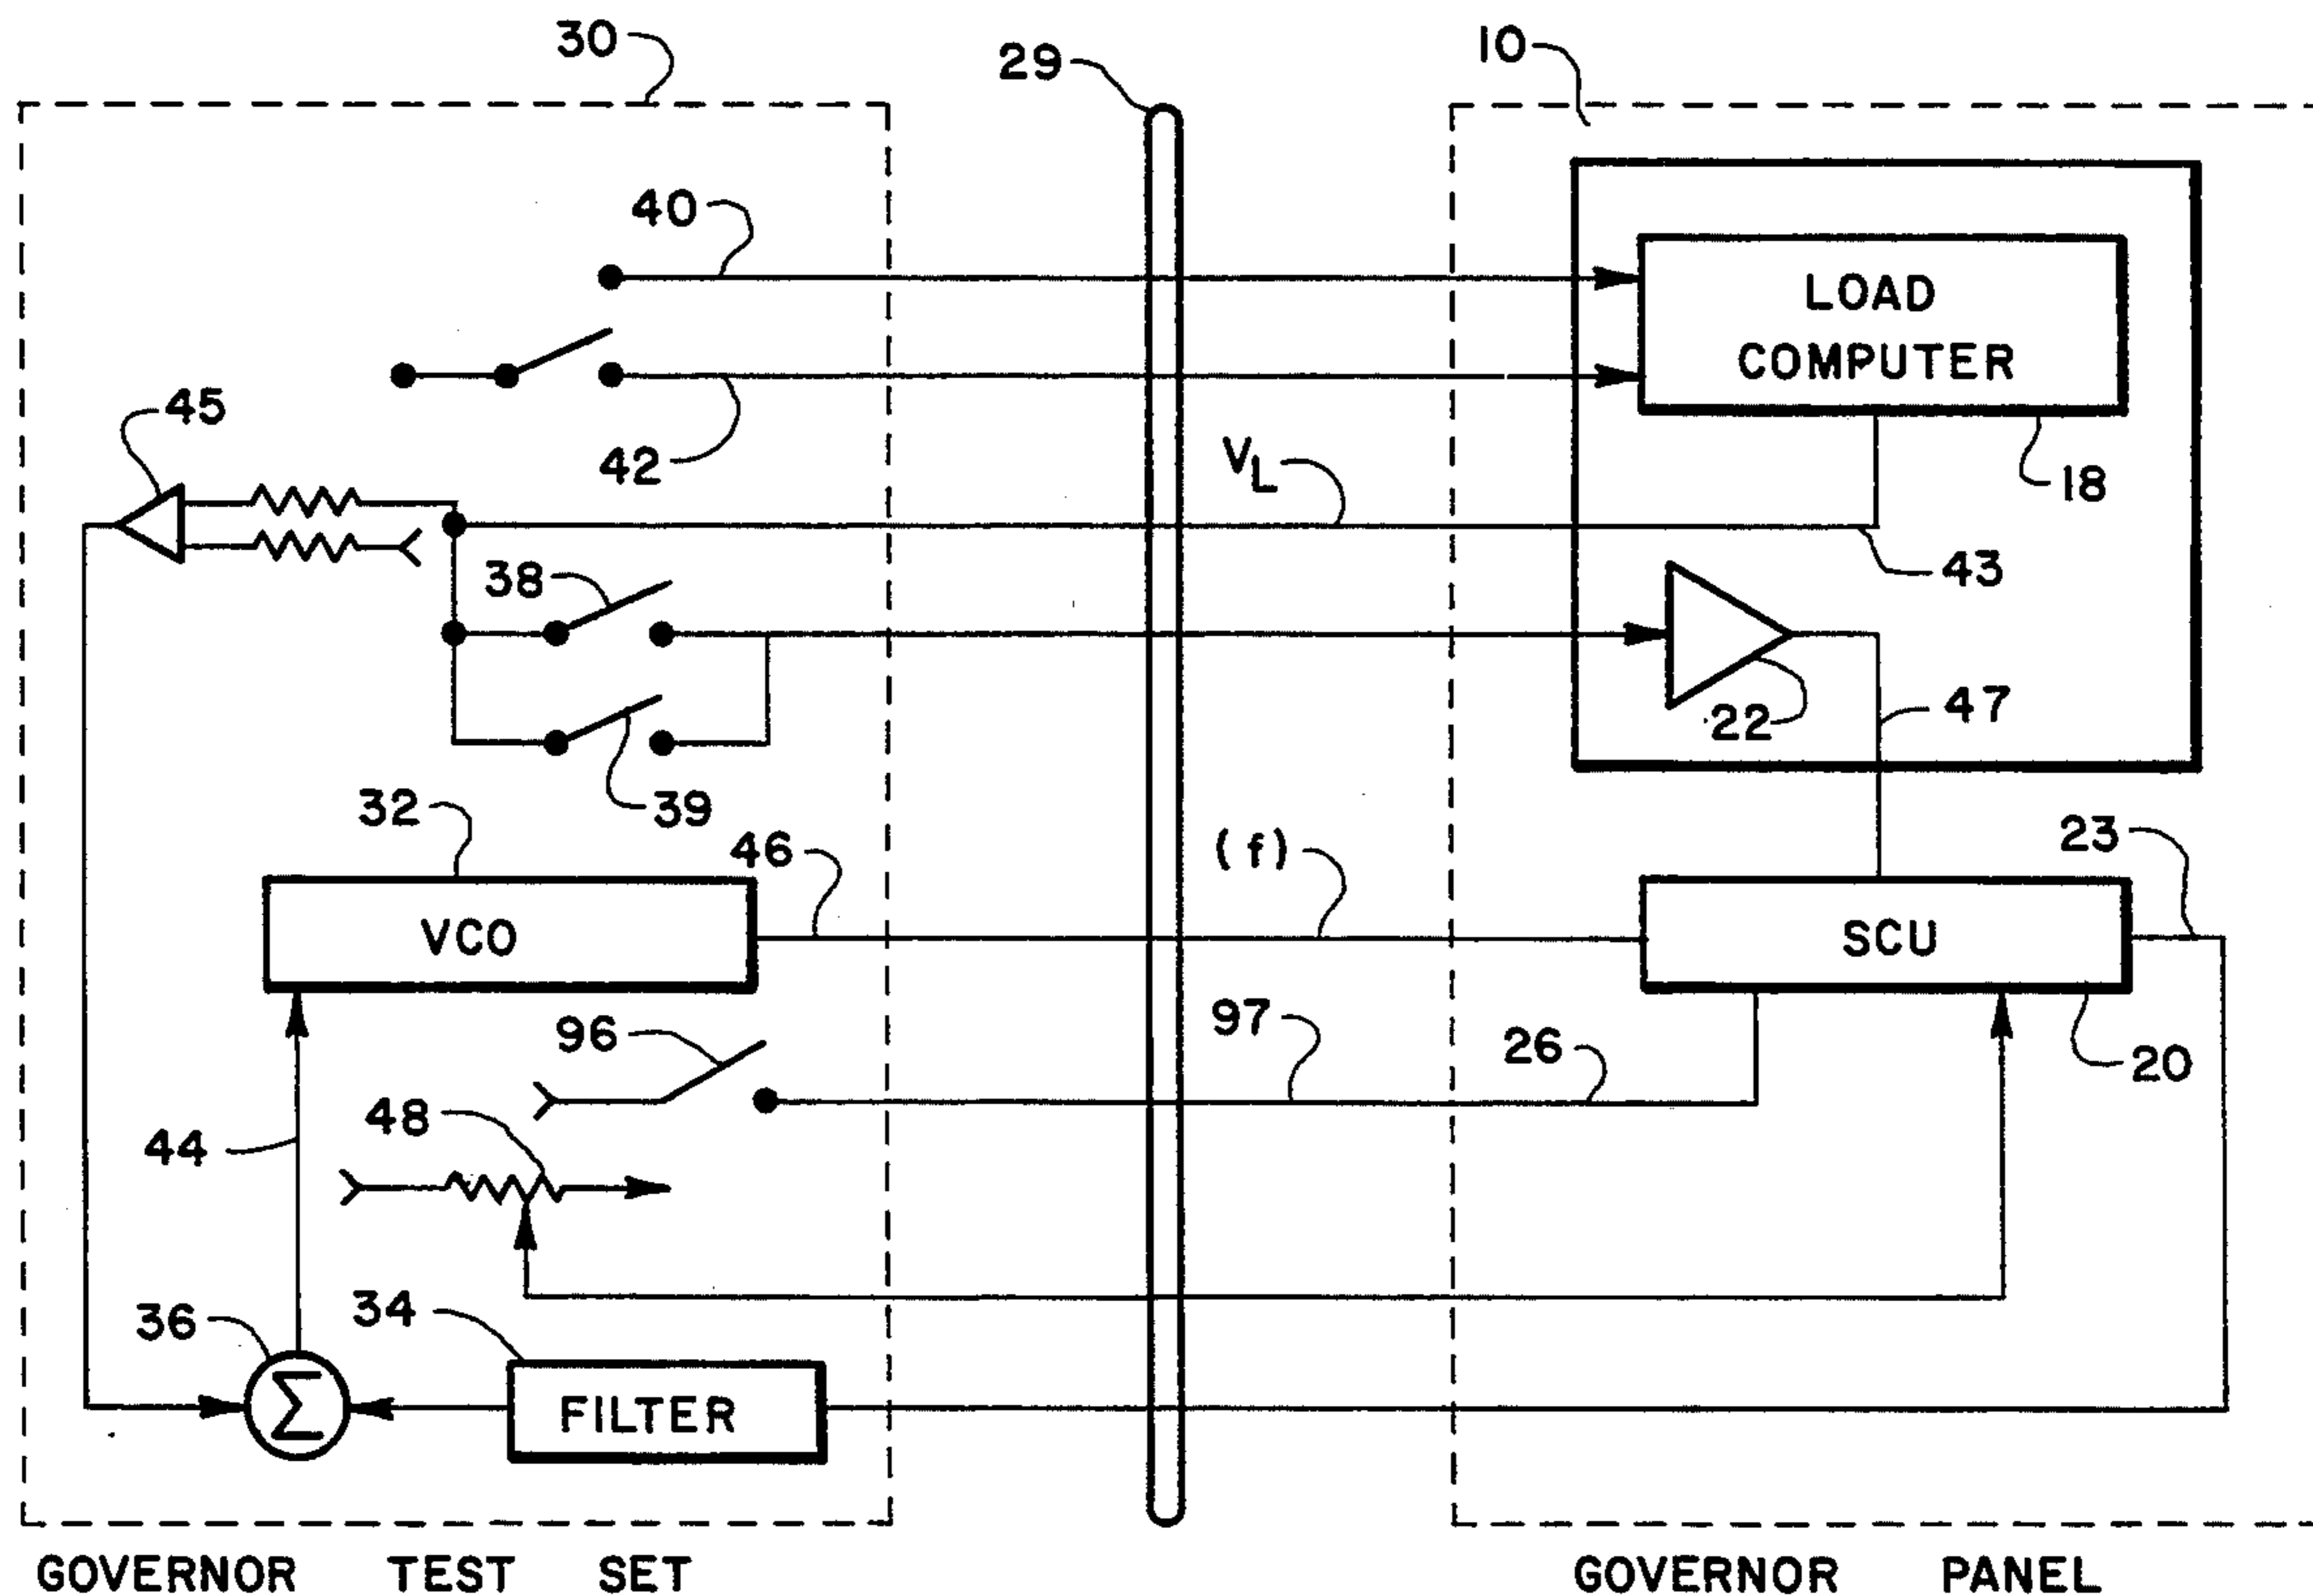 30
29
10
40
LOAD
COMPUTER
45
42
VL
18
38
43
22
47
39
32
46
(f)
23
VCO
SCU
96
97
26
20
48
44
36
34
Σ
FILTER
GOVERNOR TEST SET
GOVERNOR PANEL